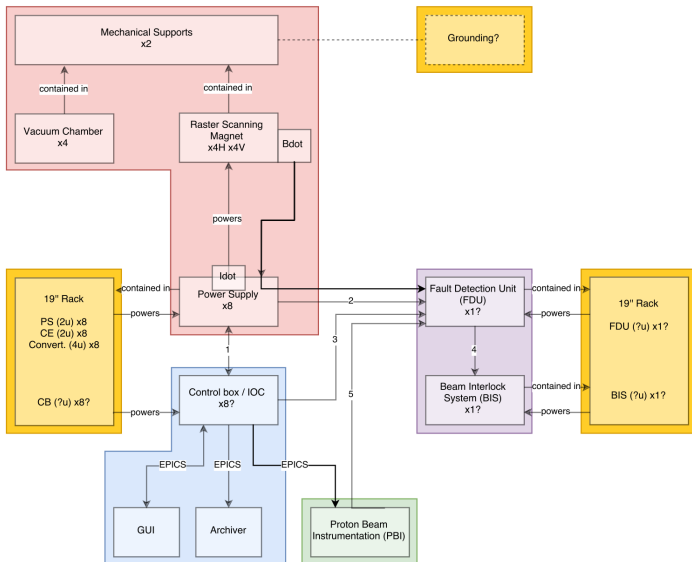 Mechanical Supports
x2
Grounding?
contained in
contained in
Vacuum Chamber
x4
Raster Scanning
Magnet
x4H x4V
Bdot
powers
Idot
Power Supply
x8
19" Rack
PS (2u) x8
CE (2u) x8
Convert. (4u) x8
CB (?u) x8?
contained in
powers
powers
1
2
3
4
5
Fault Detection Unit
(FDU)
x1?
contained in
powers
19" Rack
FDU (?u) x1?
BIS (?u) x1?
Beam Interlock
System (BIS)
x1?
contained in
powers
Control box / IOC
x8?
EPICS
EPICS
EPICS
GUI
Archiver
Proton Beam
Instrumentation (PBI)